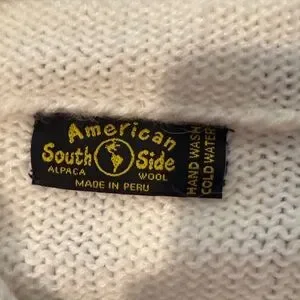 American
South Side
ALPACA WOOL
MADE IN PERU
HAND WASH
COLD WATER